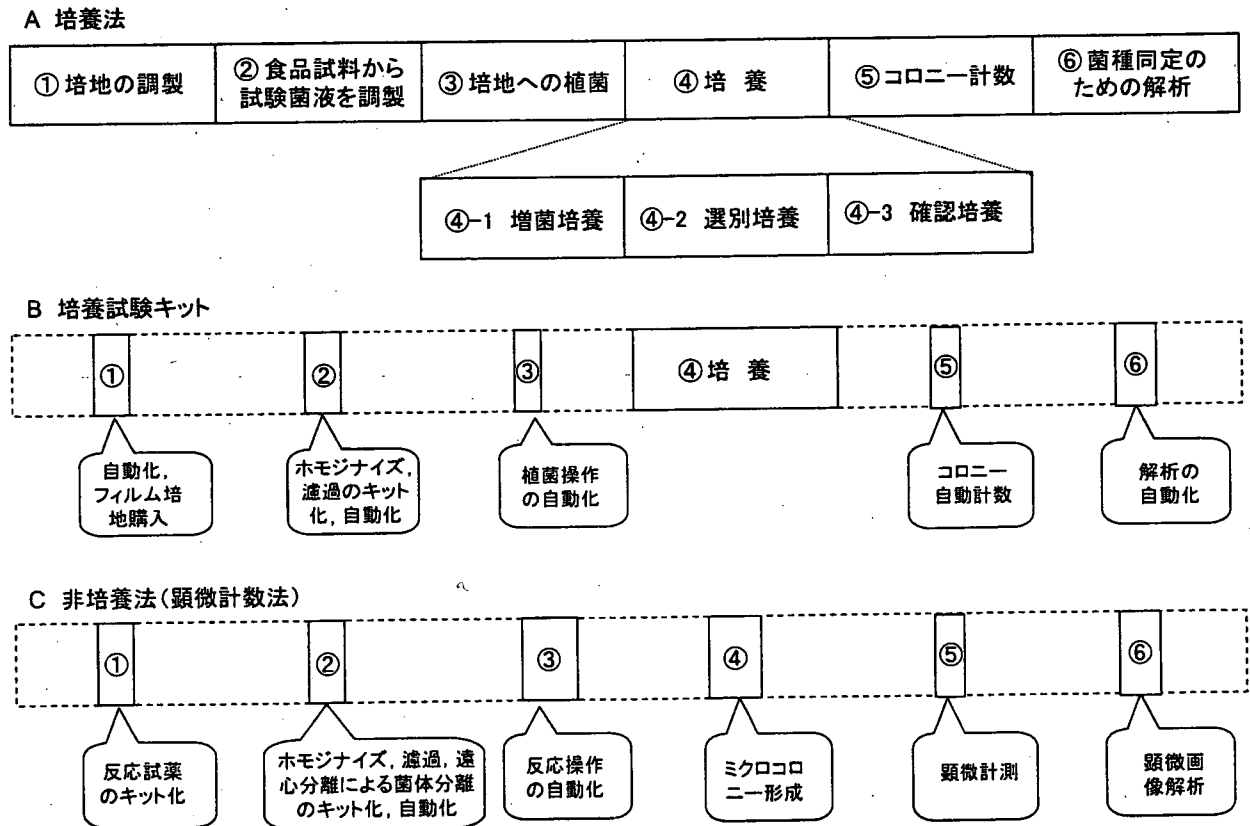 A 培養法
① 培地の調製
② 食品試料から
試験菌液を調製
③ 培地への植菌
④ 培 養
⑤ コロニー計数
⑥ 菌種同定の
ための解析
④-1 増菌培養
④-2 選別培養
④-3 確認培養
B 培養試験キット
①
②
③
④ 培 養
⑤
⑥
自動化,
フィルム培
地購入
ホモジナイズ,
濾過のキット
化, 自動化
植菌操作
の自動化
コロニー
自動計数
解析の
自動化
C 非培養法(顕微計数法)
①
②
③
④
⑤
⑥
反応試薬
のキット化
ホモジナイズ, 濾過, 遠
心分離による菌体分離
のキット化, 自動化
反応操作
の自動化
ミクロコロ
ニー形成
顕微計測
顕微画
像解析